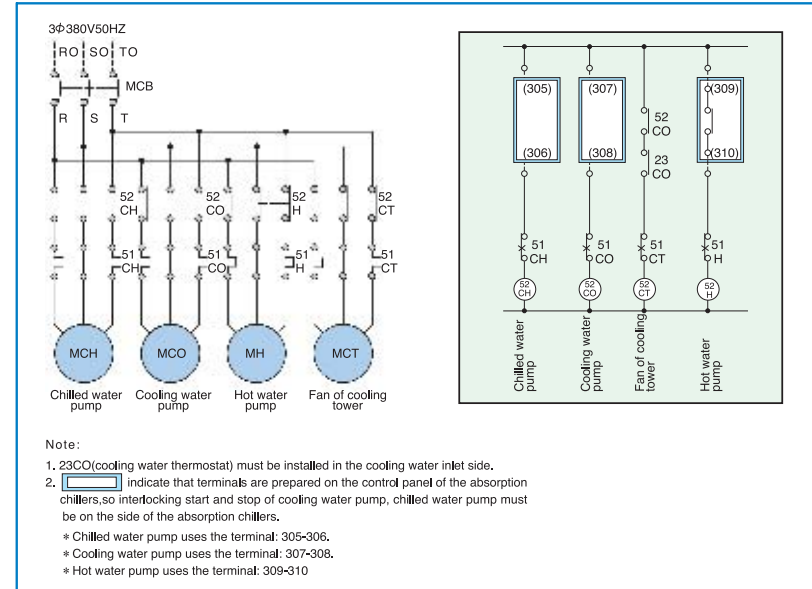 3Φ380V50HZ
RO SO TO
MCB
R S T
52 CH
52 CO
52 H
52 CT
51 CH
51 CO
51 H
51 CT
MCH
MCO
MH
MCT
Chilled water pump
Cooling water pump
Hot water pump
Fan of cooling tower
(305)
(306)
(307)
(308)
52 CO
23 CO
(309)
(310)
51 CH
51 CO
51 CT
51 H
52 CH
52 CO
52 CT
52 H
Chilled water pump
Cooling water pump
Fan of cooling tower
Hot water pump
Note:
1. 23CO(cooling water thermostat) must be installed in the cooling water inlet side.
2. indicate that terminals are prepared on the control panel of the absorption
chillers,so interlocking start and stop of cooling water pump, chilled water pump must
be on the side of the absorption chillers.
* Chilled water pump uses the terminal: 305-306.
* Cooling water pump uses the terminal: 307-308.
* Hot water pump uses the terminal: 309-310